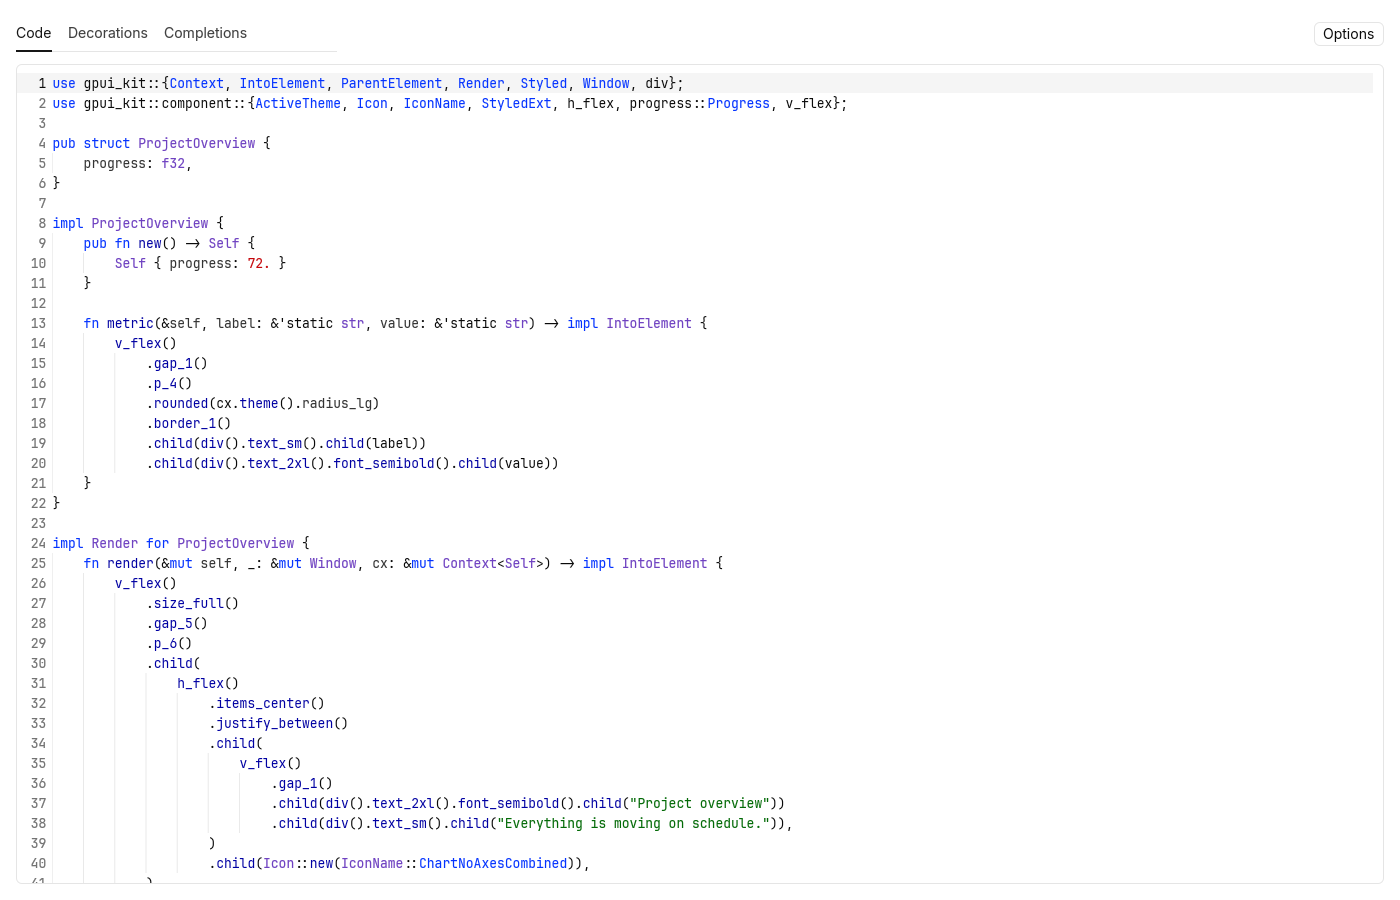 Code Decorations Completions Options
1 use gpui_kit::{Context, IntoElement, ParentElement, Render, Styled, Window, div};
2 use gpui_kit::component::{ActiveTheme, Icon, IconName, StyledExt, h_flex, progress::Progress, v_flex};
3
4 pub struct ProjectOverview {
5     progress: f32,
6 }
7
8 impl ProjectOverview {
9     pub fn new() -> Self {
10         Self { progress: 72. }
11     }
12
13     fn metric(&self, label: &'static str, value: &'static str) -> impl IntoElement {
14         v_flex()
15             .gap_1()
16             .p_4()
17             .rounded(cx.theme().radius_lg)
18             .border_1()
19             .child(div().text_sm().child(label))
20             .child(div().text_2xl().font_semibold().child(value))
21     }
22 }
23
24 impl Render for ProjectOverview {
25     fn render(&mut self, _: &mut Window, cx: &mut Context<Self>) -> impl IntoElement {
26         v_flex()
27             .size_full()
28             .gap_5()
29             .p_6()
30             .child(
31                 h_flex()
32                     .items_center()
33                     .justify_between()
34                     .child(
35                         v_flex()
36                             .gap_1()
37                             .child(div().text_2xl().font_semibold().child("Project overview"))
38                             .child(div().text_sm().child("Everything is moving on schedule.")),
39                     )
40                     .child(Icon::new(IconName::ChartNoAxesCombined)),
41             )